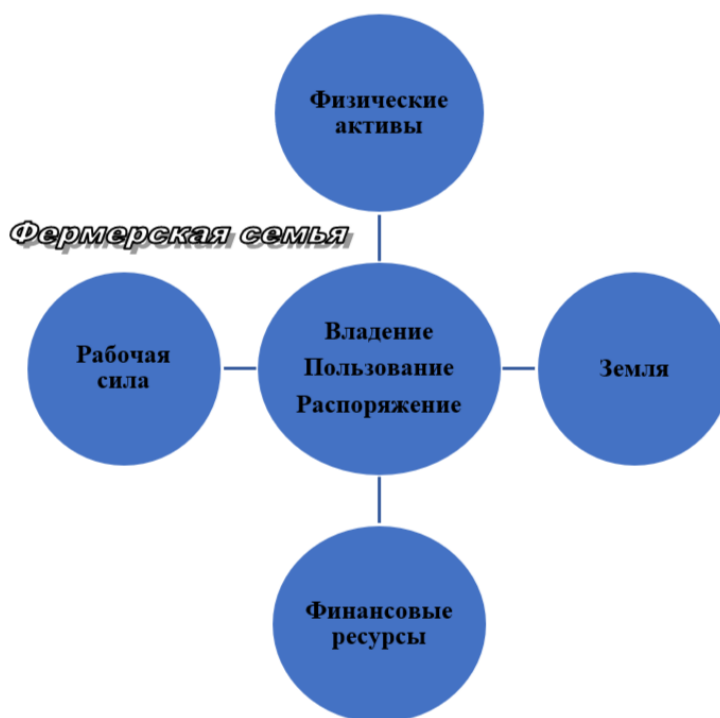 Физические
активы
Фермерская семья
Рабочая
сила
Владение
Пользование
Распоряжение
Земля
Финансовые
ресурсы